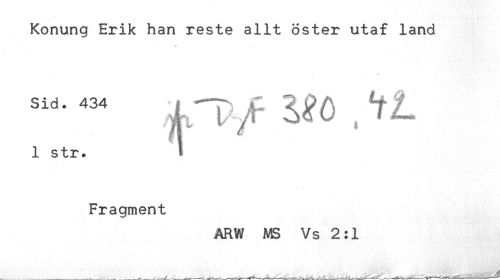 Konung Erik han reste allt öster utaf land
Sid. 434
jfr DgF 380, 42
1 str.
Fragment
ARW MS Vs 2:1